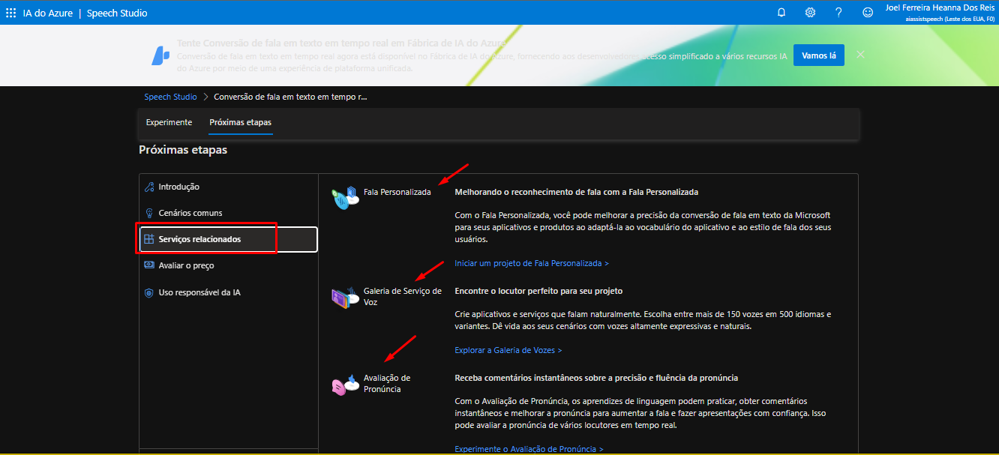 IA do Azure | Speech Studio
Joel Ferreira Heanna Dos Reis
aiassistspeech (Leste dos EUA, F0)
Tente Conversão de fala em texto em tempo real em Fábrica de IA do Azure
Conversão de fala em texto em tempo real agora está disponível no Fábrica de IA do Azure, fornecendo aos desenvolvedores acesso simplificado a vários recursos IA
do Azure por meio de uma experiência de plataforma unificada.
Vamos lá
Speech Studio > Conversão de fala em texto em tempo r...
Experimente
Próximas etapas
Próximas etapas
Introdução
Cenários comuns
Serviços relacionados
Avaliar o preço
Uso responsável da IA
Fala Personalizada
Melhorando o reconhecimento de fala com a Fala Personalizada
Com o Fala Personalizada, você pode melhorar a precisão da conversão de fala em texto da Microsoft
para seus aplicativos e produtos ao adaptá-la ao vocabulário do aplicativo e ao estilo de fala dos seus
usuários.
Iniciar um projeto de Fala Personalizada >
Galeria de Serviço de
Voz
Encontre o locutor perfeito para seu projeto
Crie aplicativos e serviços que falam naturalmente. Escolha entre mais de 150 vozes em 500 idiomas e
variantes. Dê vida aos seus cenários com vozes altamente expressivas e naturais.
Explorar a Galeria de Vozes >
Avaliação de
Pronúncia
Receba comentários instantâneos sobre a precisão e fluência da pronúncia
Com o Avaliação de Pronúncia, os aprendizes de linguagem podem praticar, obter comentários
instantâneos e melhorar a pronúncia para aumentar a fala e fazer apresentações com confiança. Isso
pode avaliar a pronúncia de vários locutores em tempo real.
Experimente o Avaliação de Pronúncia >